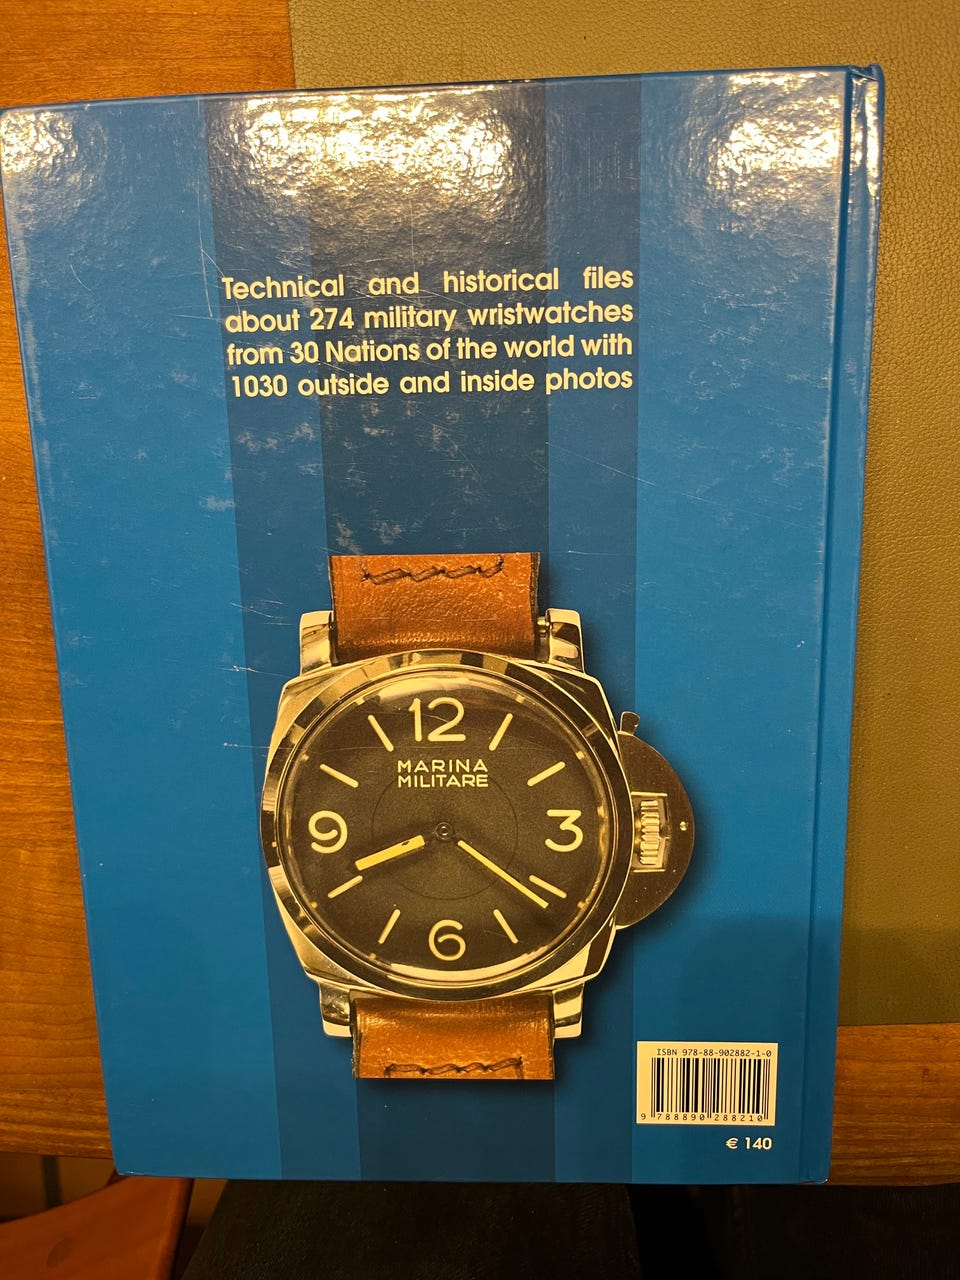 Technical and historical files
about 274 military wristwatches
from 30 Nations of the world with
1030 outside and inside photos
12
MARINA
MILITARE
9
3
6
ISBN 978-88-902882-1-0
9 788890 288210
€ 140